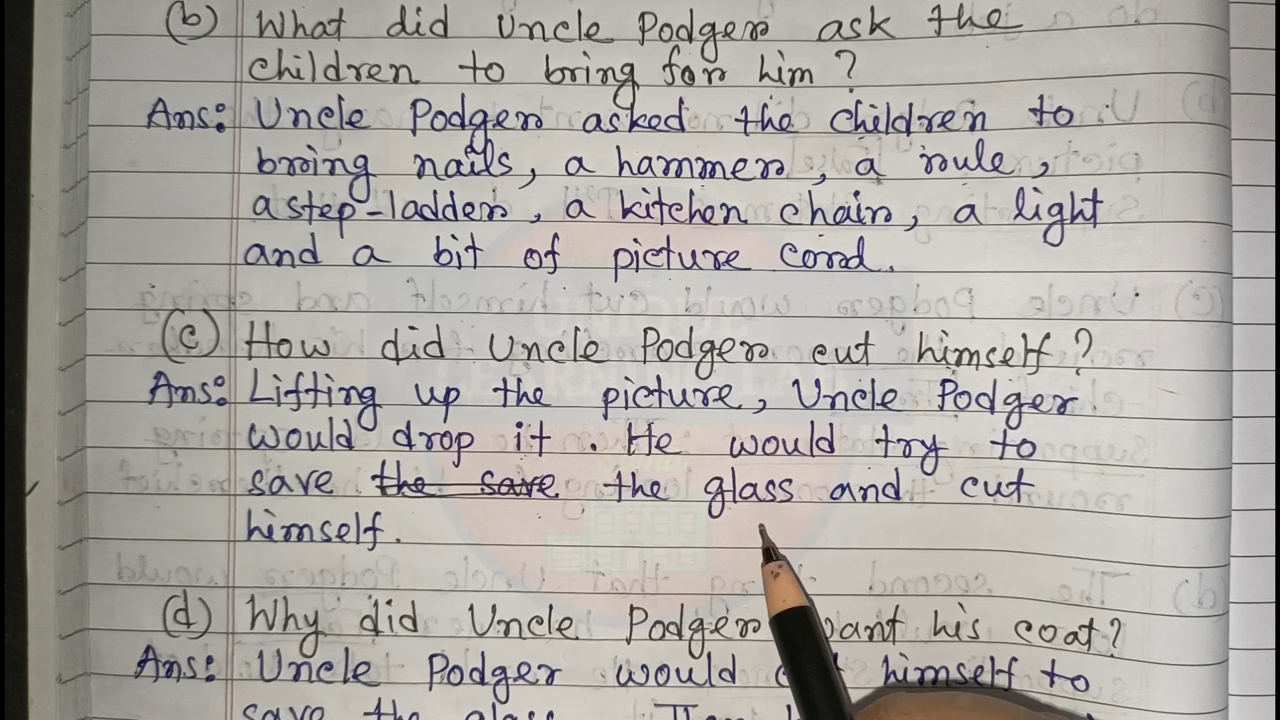 (b) What did Uncle Podger ask the
children to bring for him ?
Ans: Uncle Podger asked the children to
bring nails, a hammer, a rule,
a step-ladder, a kitchen chair, a light
and a bit of picture cord.
(c) How did Uncle Podger cut himself ?
Ans: Lifting up the picture, Uncle Podger
would drop it . He would try to
save the save the glass and cut
himself.
(d) Why did Uncle Podger want his coat?
Ans: Uncle Podger would himself to
save the glass.